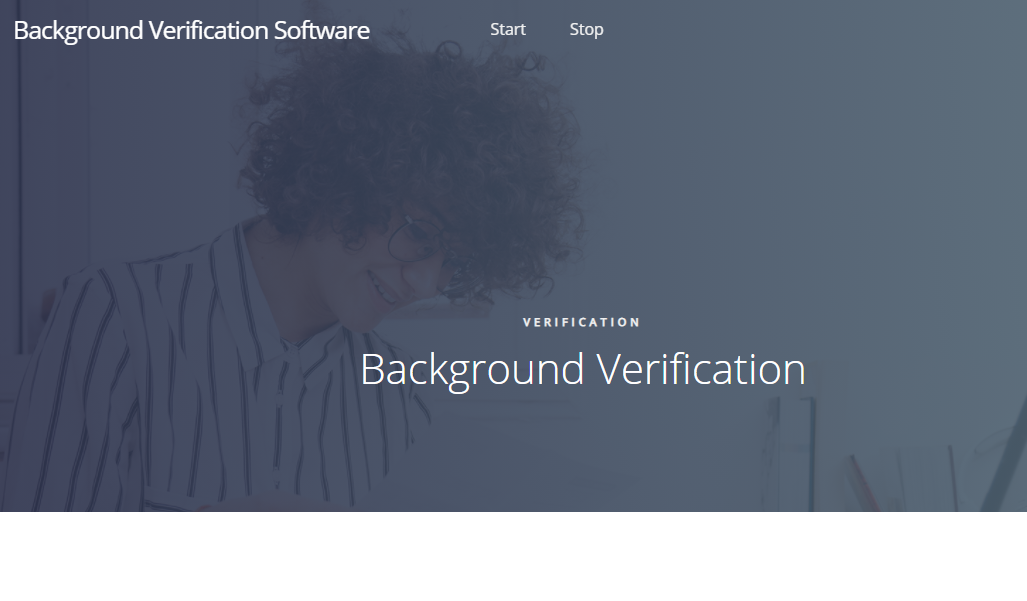 Background Verification Software
Start
Stop
VERIFICATION
Background Verification